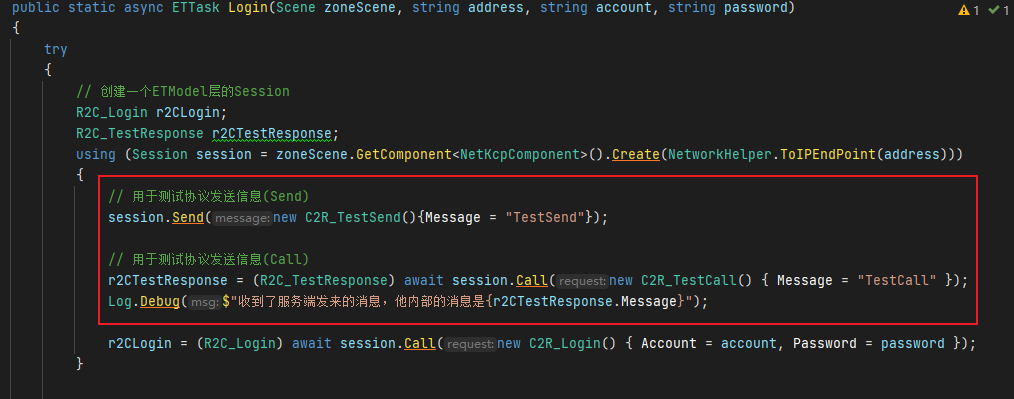 public static async ETTask Login(Scene zoneScene, string address, string account, string password)
1
1
{
try
{
// 创建一个ETModel层的Session
R2C_Login r2CLogin;
R2C_TestResponse r2CTestResponse;
using (Session session = zoneScene.GetComponent<NetKcpComponent>().Create(NetworkHelper.ToIPEndPoint(address)))
{
// 用于测试协议发送信息(Send)
session.Send(message:new C2R_TestSend(){Message = "TestSend"});
// 用于测试协议发送信息(Call)
r2CTestResponse = (R2C_TestResponse) await session.Call(request:new C2R_TestCall() { Message = "TestCall" });
Log.Debug(msg:$"收到了服务端发来的消息，他内部的消息是{r2CTestResponse.Message}");
r2CLogin = (R2C_Login) await session.Call(request:new C2R_Login() { Account = account, Password = password });
}